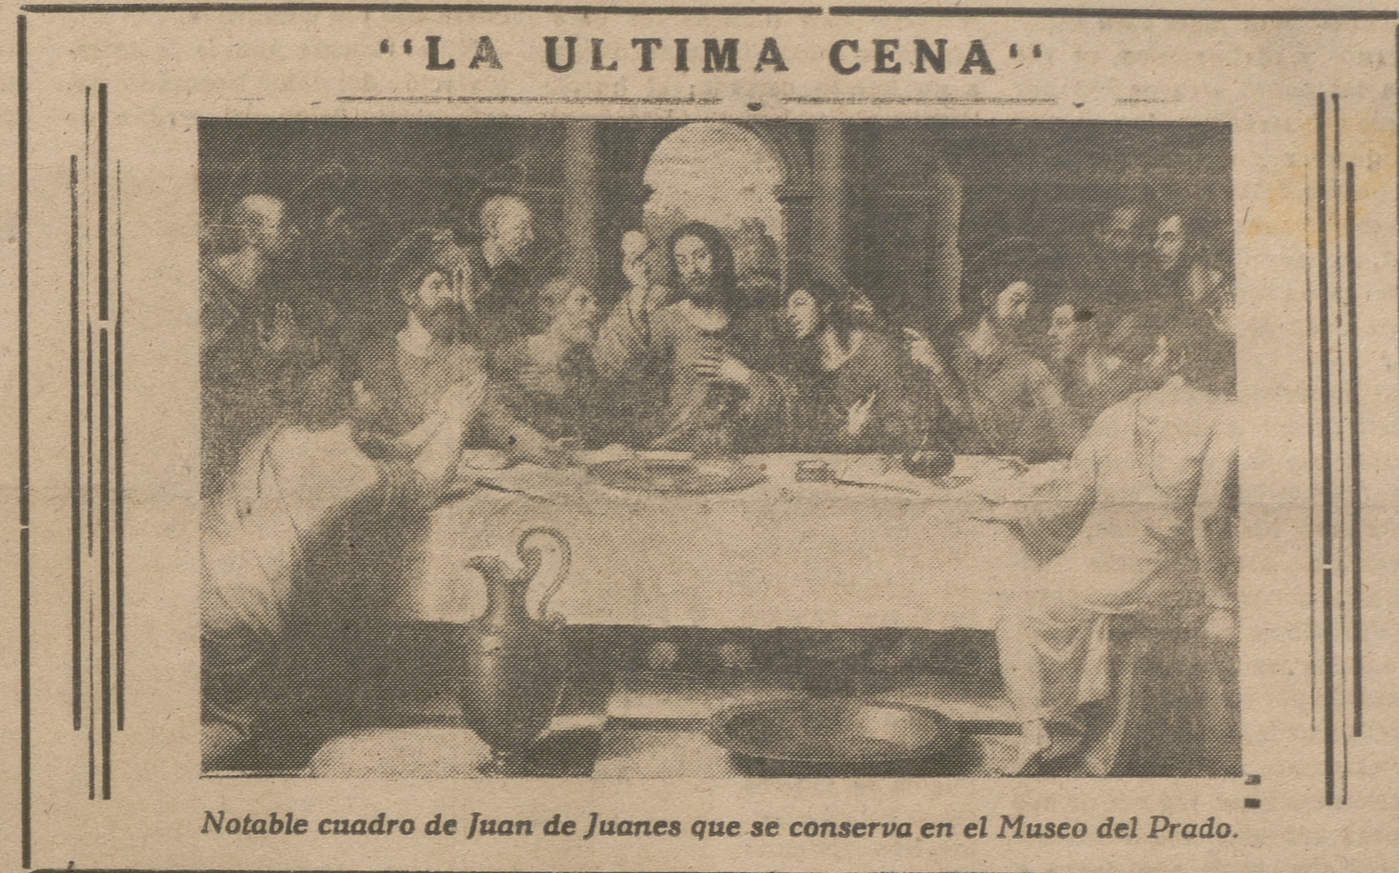 “LA ULTIMA CENA“
Notable cuadro de Juan de Juanes que se conserva en el Museo del Prado.